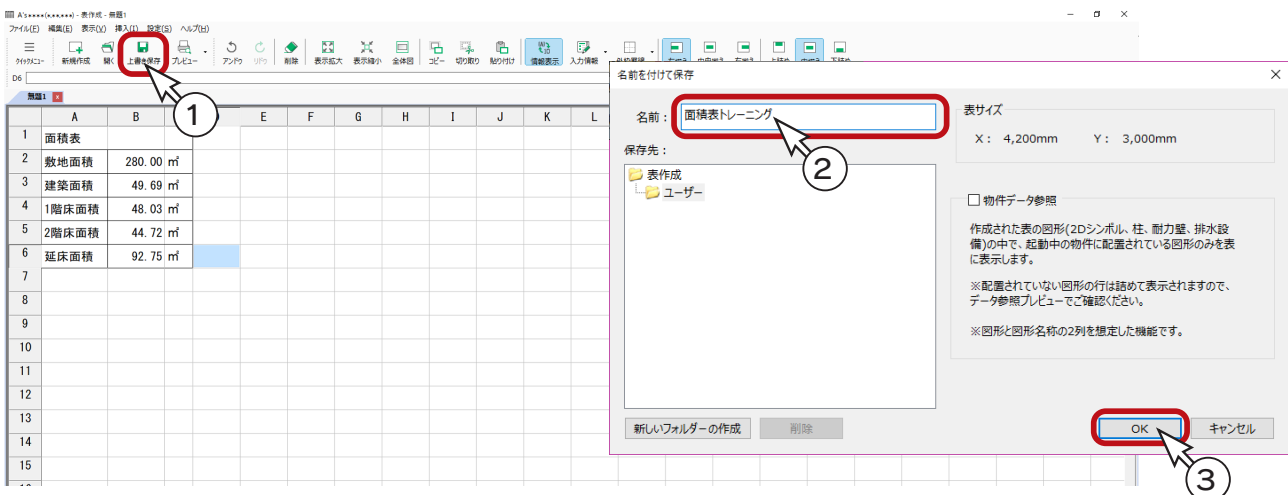 A's●●●●(●.●●.●●●) - 表作成 - 無題1
ファイル(F) 編集(E) 表示(V) 挿入(I) 設定(S) ヘルプ(H)
クイックメニュー 新規作成 開く 上書き保存 プレビュー アンドゥ リドゥ 削除 表示拡大 表示縮小 全体図 コピー 切り取り 貼り付け 情報表示 入力情報
D6
無題1
A B E F G H I J K L
1 面積表
2 敷地面積 280.00 ㎡
3 建築面積 49.69 ㎡
4 1階床面積 48.03 ㎡
5 2階床面積 44.72 ㎡
6 延床面積 92.75 ㎡
7
8
9
10
11
12
13
14
15
1
名前を付けて保存
名前： 面積表トレーニング
2
保存先：
表作成
ユーザー
新しいフォルダーの作成 削除
表サイズ
X： 4,200mm Y： 3,000mm
物件データ参照
作成された表の図形(2Dシンボル、柱、耐力壁、排水設
備)の中で、起動中の物件に配置されている図形のみを表
に表示します。
※配置されていない図形の行は詰めて表示されますので、
データ参照プレビューでご確認ください。
※図形と図形名称の2列を想定した機能です。
OK キャンセル
3